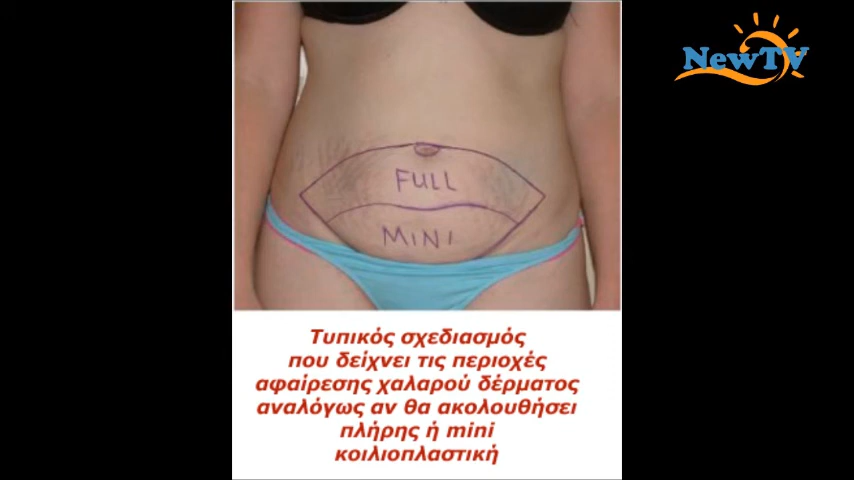 NewTV
FULL
MINI
Τυπικός σχεδιασμός
που δείχνει τις περιοχές
αφαίρεσης χαλαρού δέρματος
αναλόγως αν θα ακολουθήσει
πλήρης ή mini
κοιλιοπλαστική